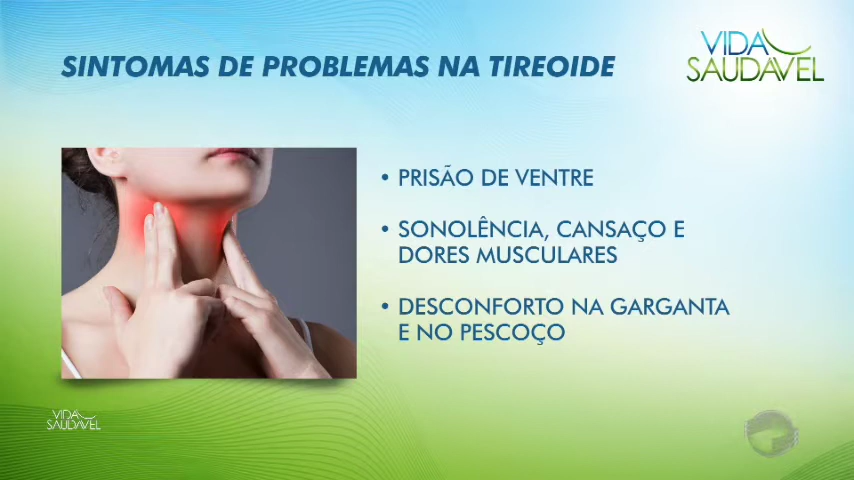 SINTOMAS DE PROBLEMAS NA TIREOIDE
VIDA
SAUDÁVEL
• PRISÃO DE VENTRE
• SONOLÊNCIA, CANSAÇO E
DORES MUSCULARES
• DESCONFORTO NA GARGANTA
E NO PESCOÇO
VIDA
SAUDÁVEL